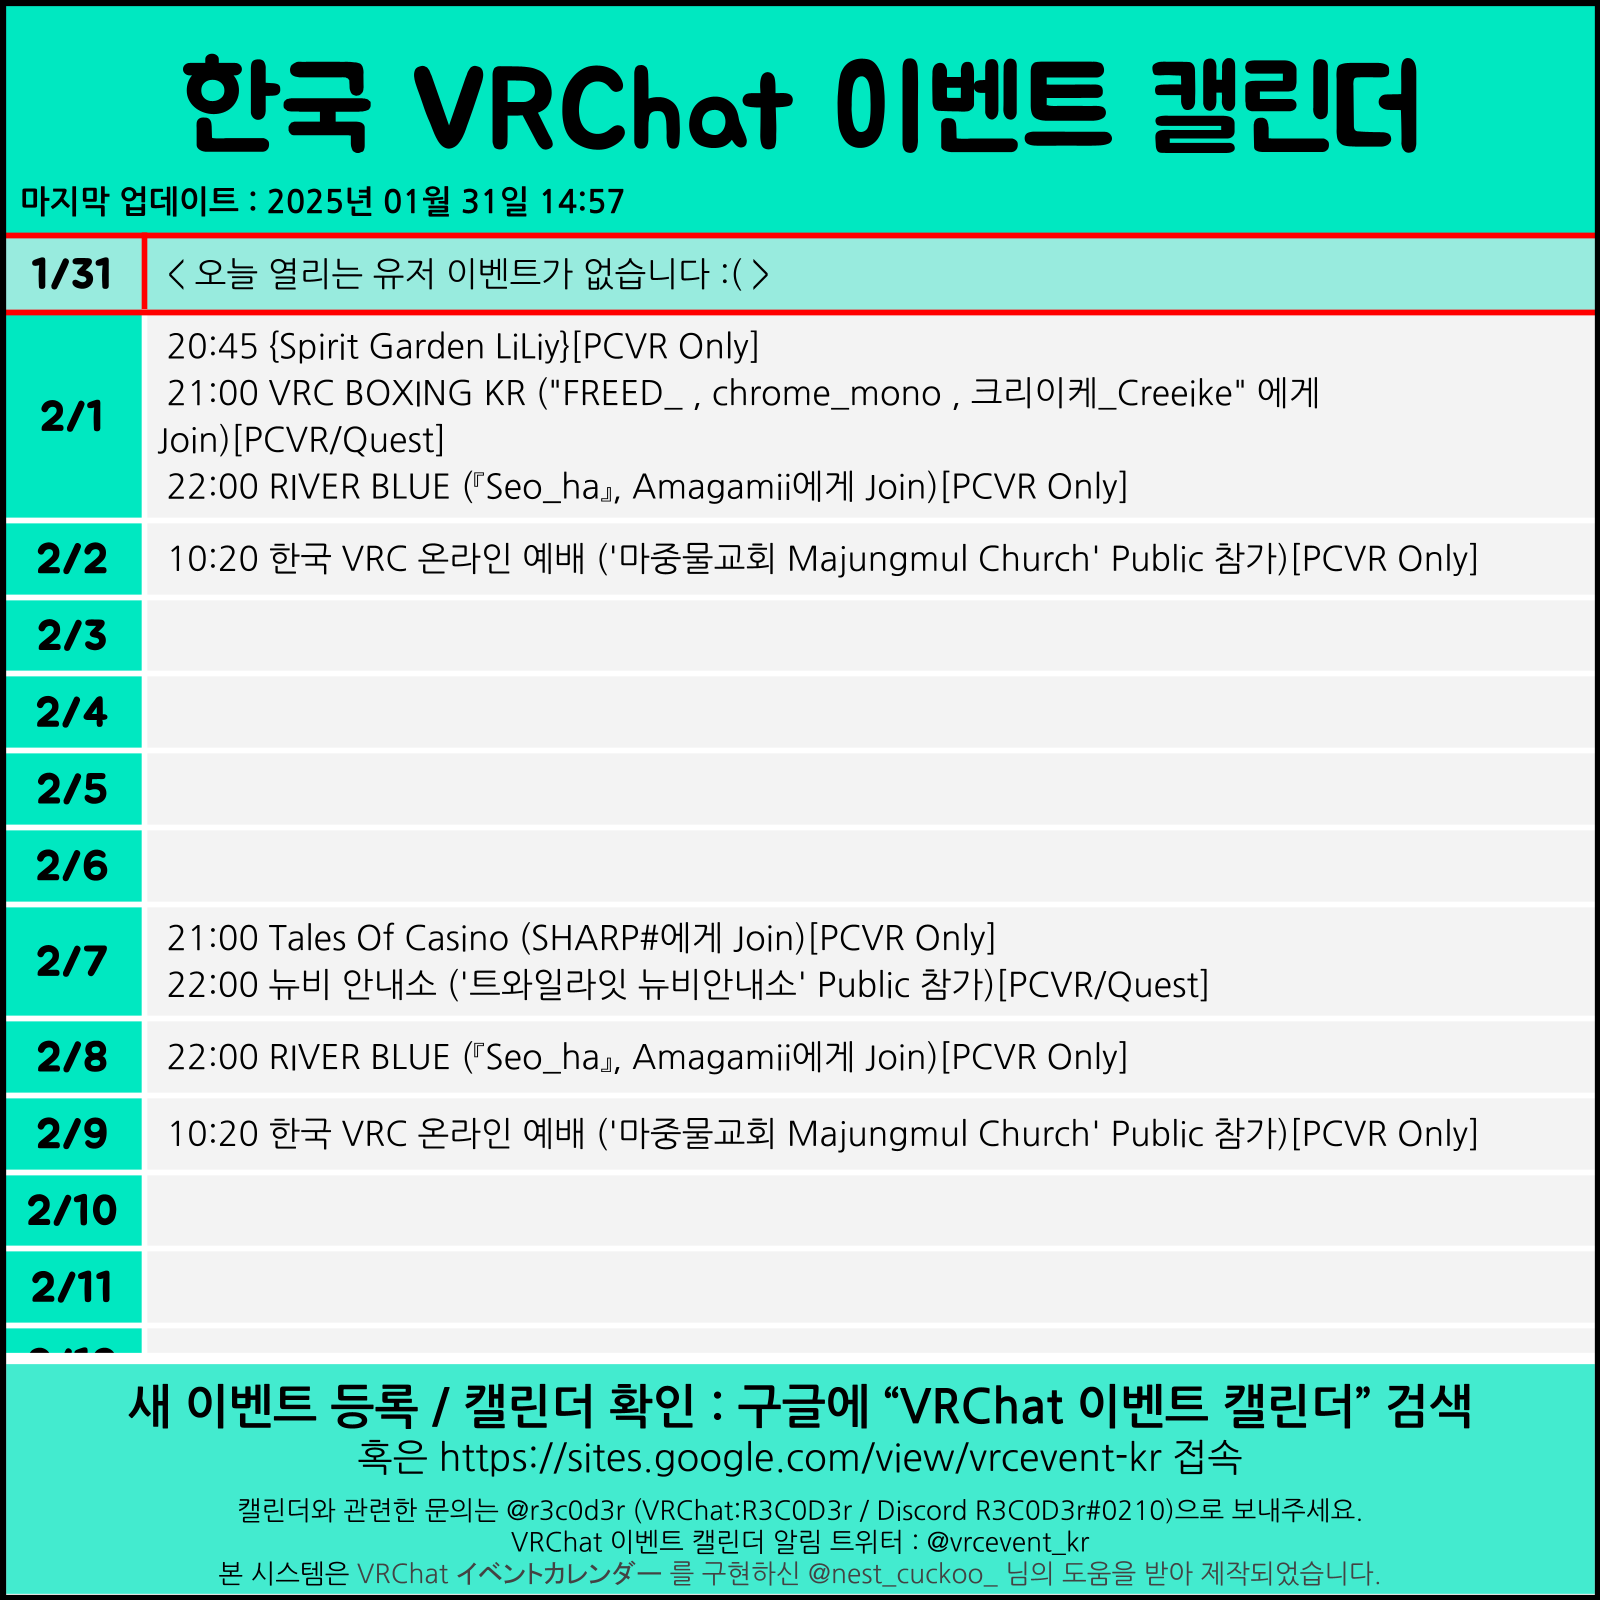 한국 VRChat 이벤트 캘린더
마지막 업데이트 : 2025년 01월 31일 14:57
1/31
< 오늘 열리는 유저 이벤트가 없습니다 :( >
2/1
20:45 {Spirit Garden LiLiy}[PCVR Only]
21:00 VRC BOXING KR ("FREED_ , chrome_mono , 크리이케_Creeike" 에게
Join)[PCVR/Quest]
22:00 RIVER BLUE (『Seo_ha』, Amagamii에게 Join)[PCVR Only]
2/2
10:20 한국 VRC 온라인 예배 ('마중물교회 Majungmul Church' Public 참가)[PCVR Only]
2/3
2/4
2/5
2/6
2/7
21:00 Tales Of Casino (SHARP#에게 Join)[PCVR Only]
22:00 뉴비 안내소 ('트와일라잇 뉴비안내소' Public 참가)[PCVR/Quest]
2/8
22:00 RIVER BLUE (『Seo_ha』, Amagamii에게 Join)[PCVR Only]
2/9
10:20 한국 VRC 온라인 예배 ('마중물교회 Majungmul Church' Public 참가)[PCVR Only]
2/10
2/11
새 이벤트 등록 / 캘린더 확인 : 구글에 “VRChat 이벤트 캘린더” 검색
혹은 https://sites.google.com/view/vrcevent-kr 접속
캘린더와 관련한 문의는 @r3c0d3r (VRChat:R3C0D3r / Discord R3C0D3r#0210)으로 보내주세요.
VRChat 이벤트 캘린더 알림 트위터 : @vrcevent_kr
본 시스템은 VRChat イベントカレンダー 를 구현하신 @nest_cuckoo_ 님의 도움을 받아 제작되었습니다.